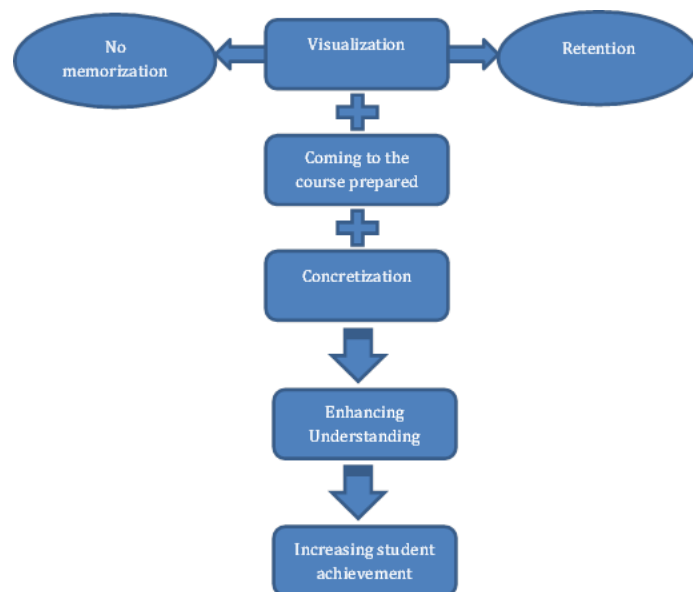 No
memorization
Visualization
Retention
Coming to the
course prepared
Concretization
Enhancing
Understanding
Increasing student
achievement